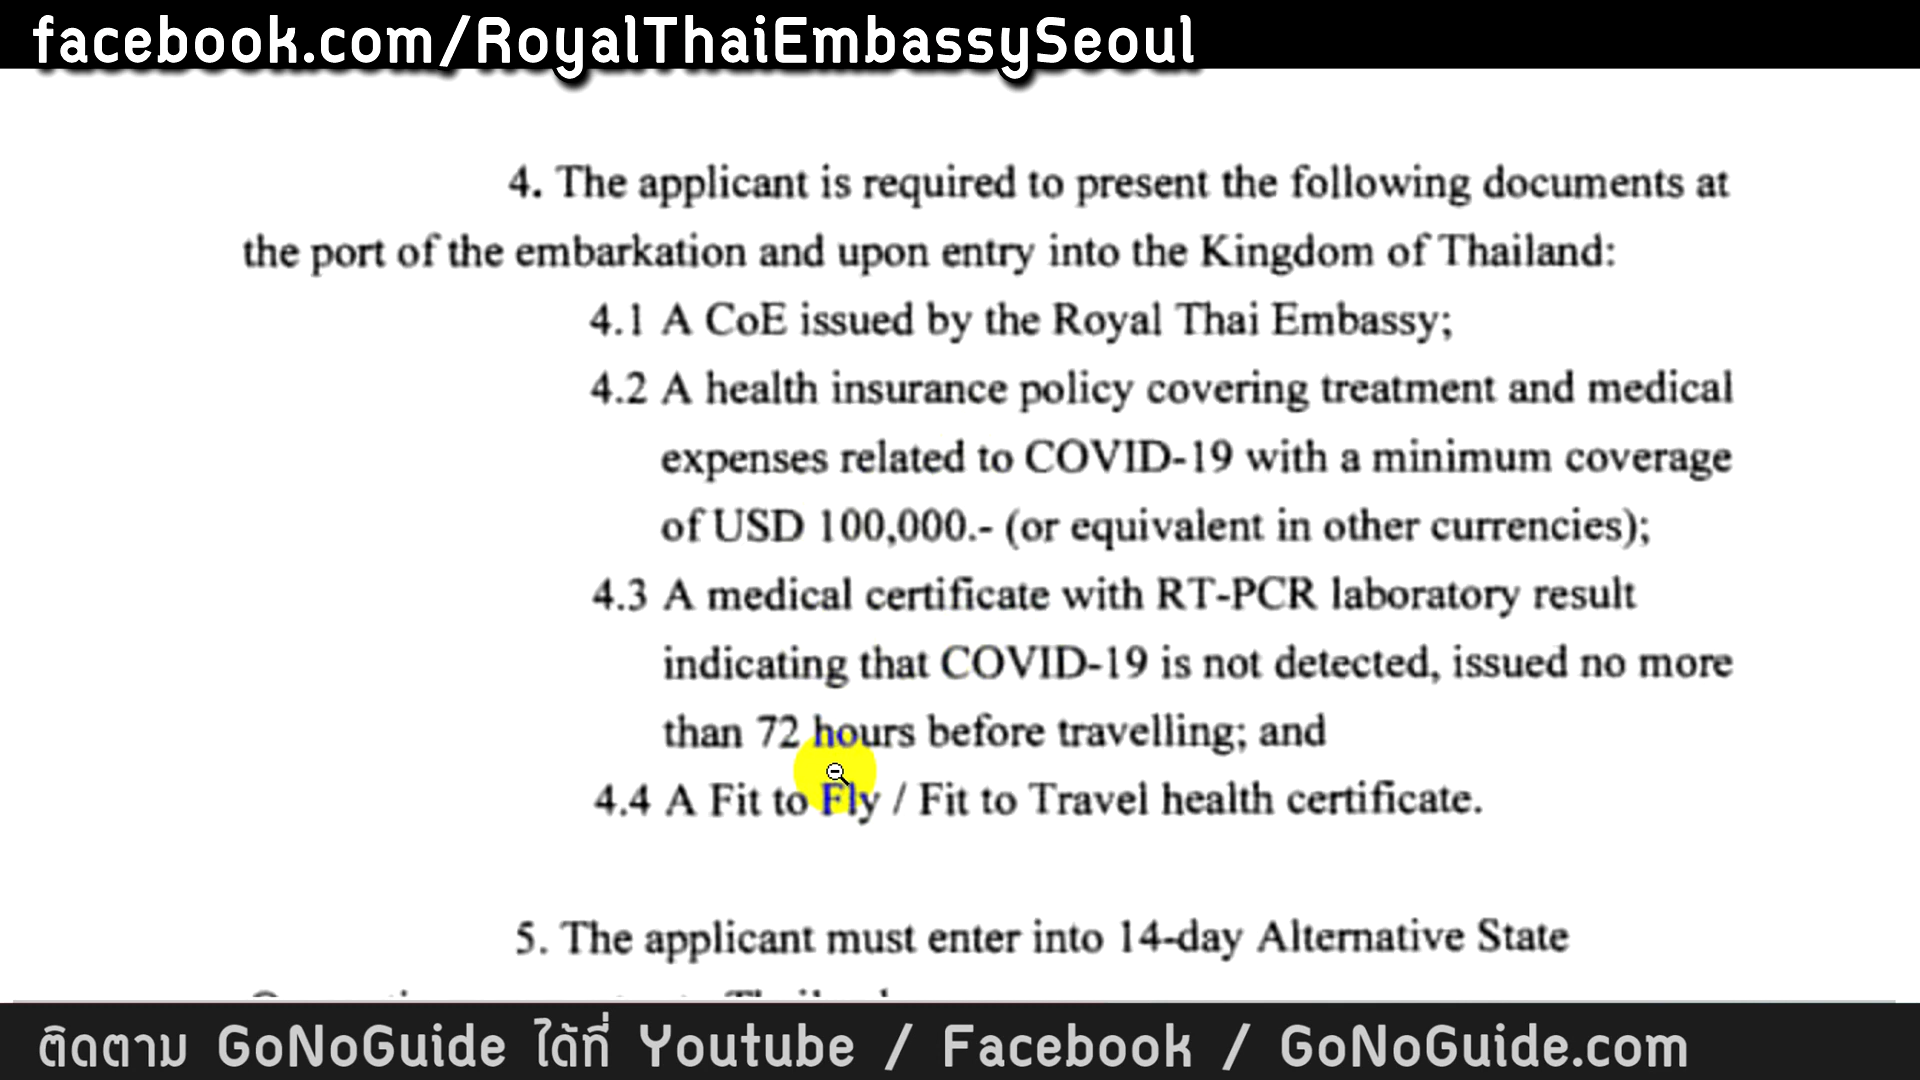 facebook.com/RoyalThaiEmbassySeoul
4. The applicant is required to present the following documents at
the port of the embarkation and upon entry into the Kingdom of Thailand:
4.1 A CoE issued by the Royal Thai Embassy;
4.2 A health insurance policy covering treatment and medical
expenses related to COVID-19 with a minimum coverage
of USD 100,000.- (or equivalent in other currencies);
4.3 A medical certificate with RT-PCR laboratory result
indicating that COVID-19 is not detected, issued no more
than 72 hours before travelling; and
4.4 A Fit to Fly / Fit to Travel health certificate.
5. The applicant must enter into 14-day Alternative State
ติดตาม GoNoGuide ได้ที่ Youtube / Facebook / GoNoGuide.com